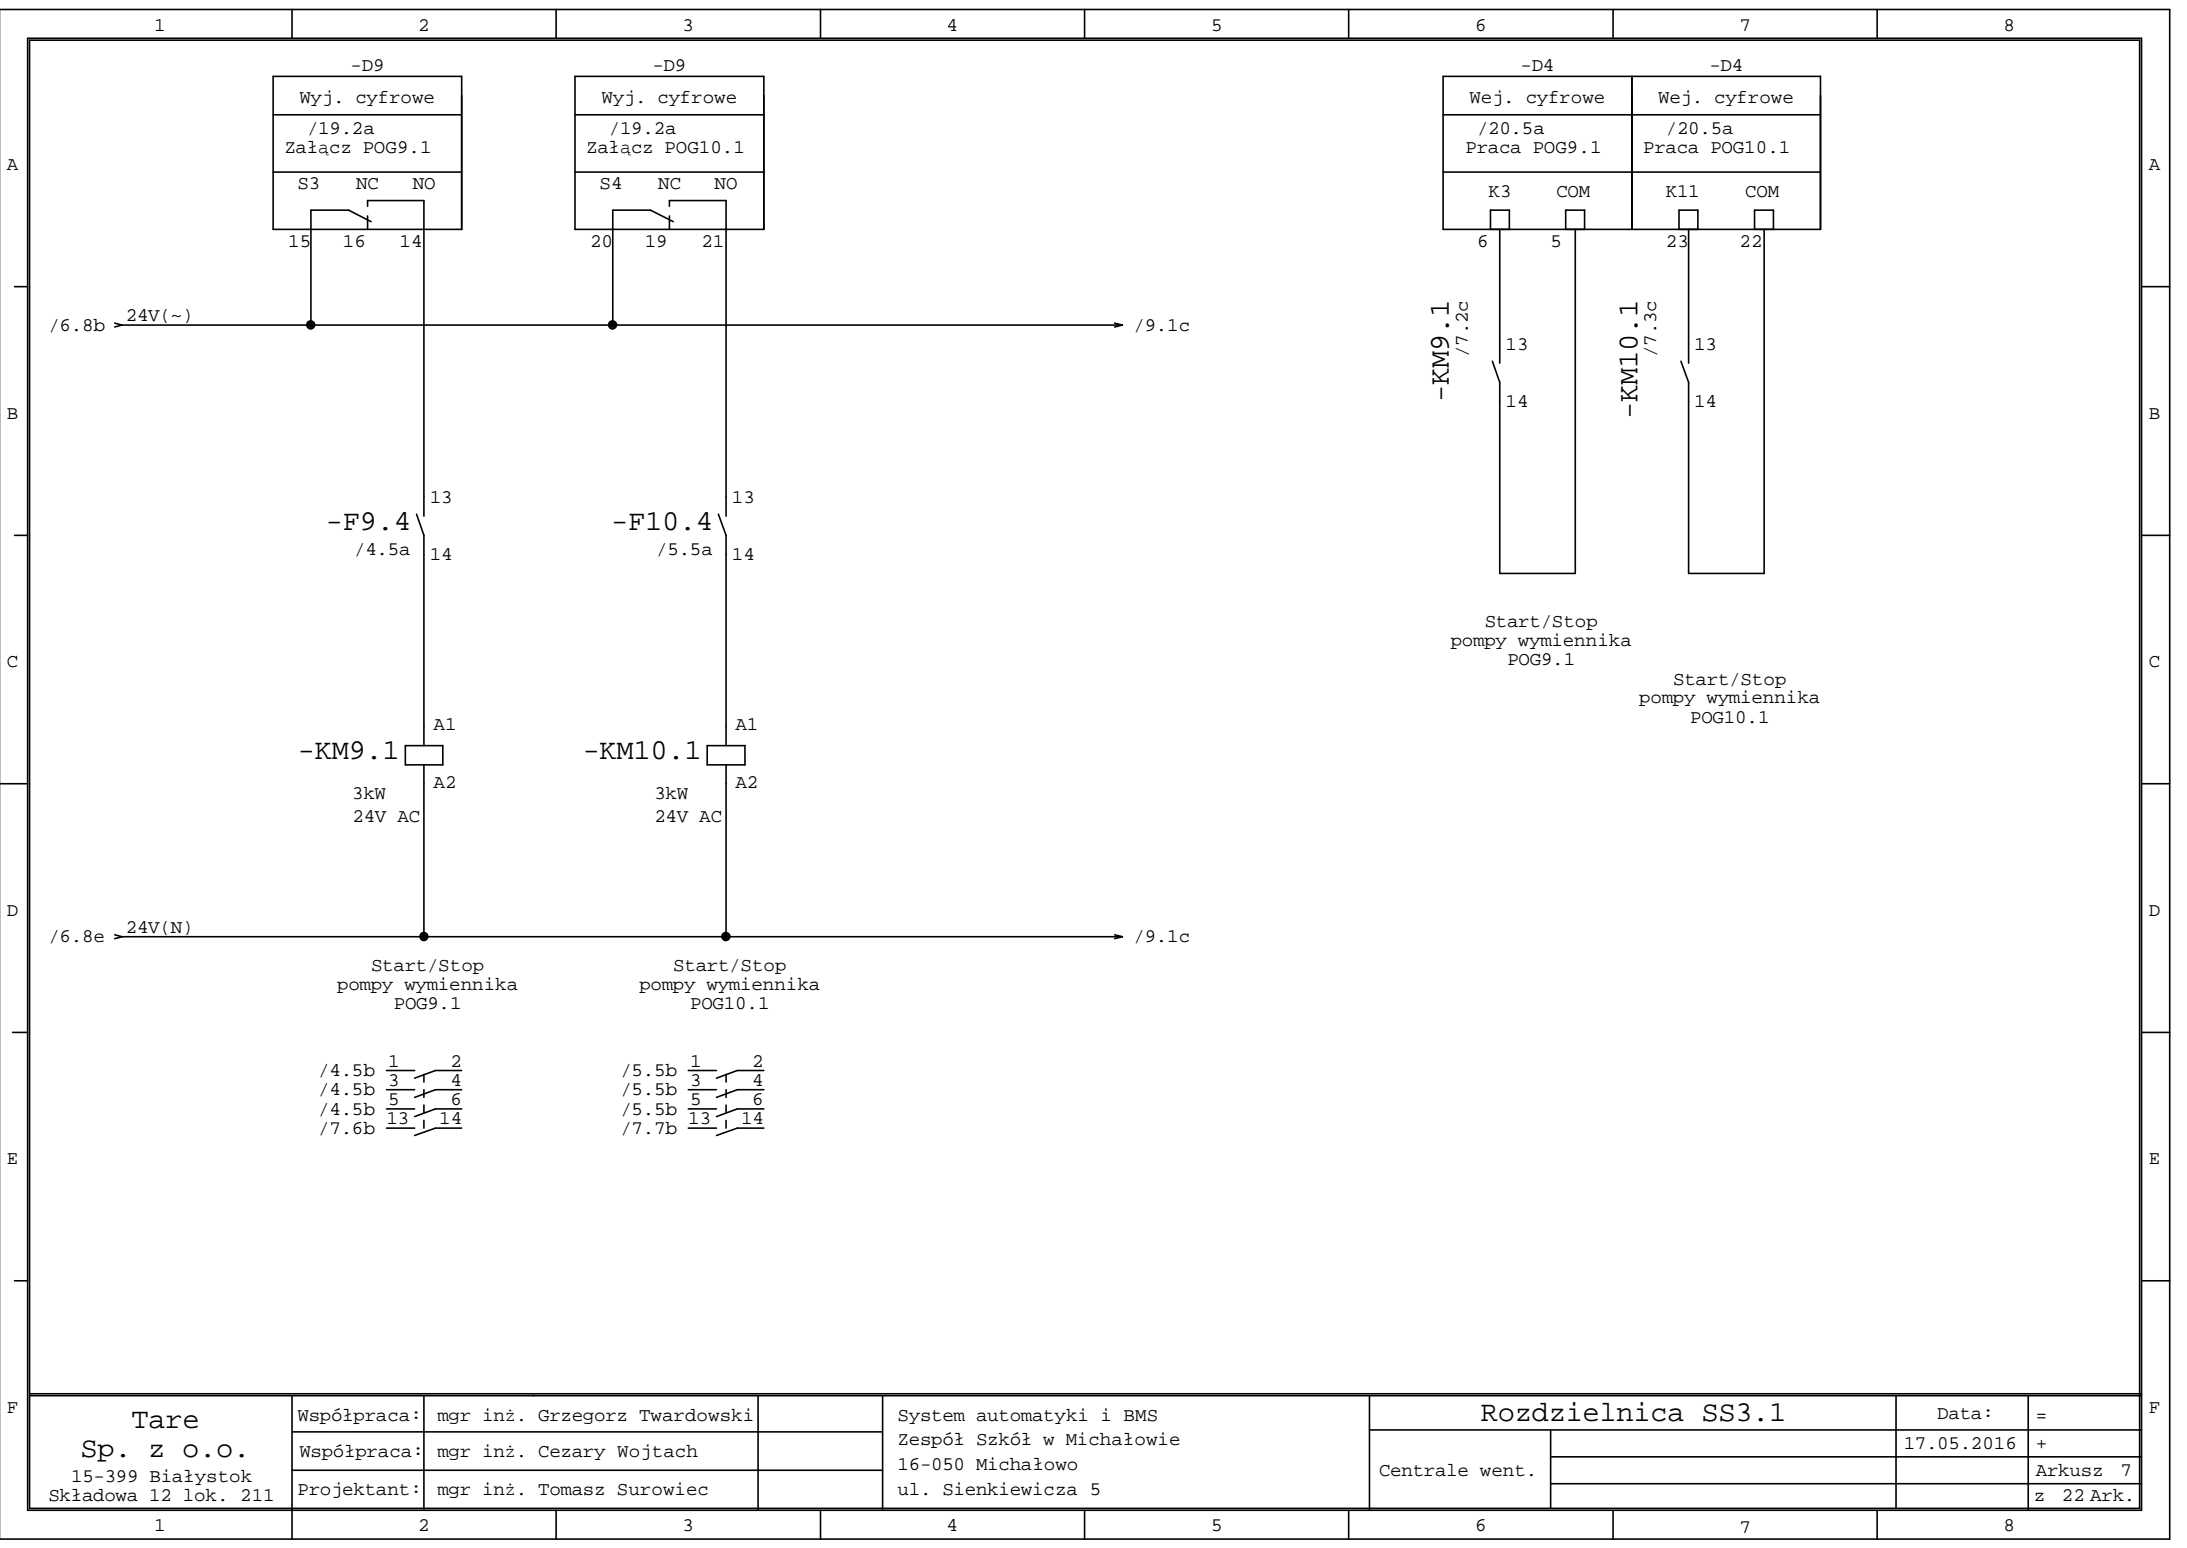 1 2 3 4 5 6 7 8
-D9 -D9 -D4 -D4
Wyj. cyfrowe
/19.2a
Załącz POG9.1
S3 NC NO
15 16 14
Wyj. cyfrowe
/19.2a
Załącz POG10.1
S4 NC NO
20 19 21
Wej. cyfrowe
/20.5a
Praca POG9.1
K3 COM
6 5
Wej. cyfrowe
/20.5a
Praca POG10.1
K11 COM
23 22
A A
/6.8b 24V(~) /9.1c
-KM9.1
/7.2c
13
14
-KM10.1
/7.3c
13
14
B B
13
-F9.4
/4.5a 14
13
-F10.4
/5.5a 14
Start/Stop
pompy wymiennika
POG9.1
Start/Stop
pompy wymiennika
POG10.1
C C
A1
-KM9.1
A2
3kW
24V AC
A1
-KM10.1
A2
3kW
24V AC
D D
/6.8e 24V(N) /9.1c
Start/Stop
pompy wymiennika
POG9.1
Start/Stop
pompy wymiennika
POG10.1
/4.5b 1 2
/4.5b 3 4
/4.5b 5 6
/7.6b 13 14
/5.5b 1 2
/5.5b 3 4
/5.5b 5 6
/7.7b 13 14
E E
F F
Tare
Sp. z o.o.
15-399 Białystok
Składowa 12 lok. 211
Współpraca: mgr inż. Grzegorz Twardowski
Współpraca: mgr inż. Cezary Wojtach
Projektant: mgr inż. Tomasz Surowiec
System automatyki i BMS
Zespół Szkół w Michałowie
16-050 Michałowo
ul. Sienkiewicza 5
Rozdzielnica SS3.1
Centrale went.
Data: =
17.05.2016 +
Arkusz 7
z 22 Ark.
1 2 3 4 5 6 7 8